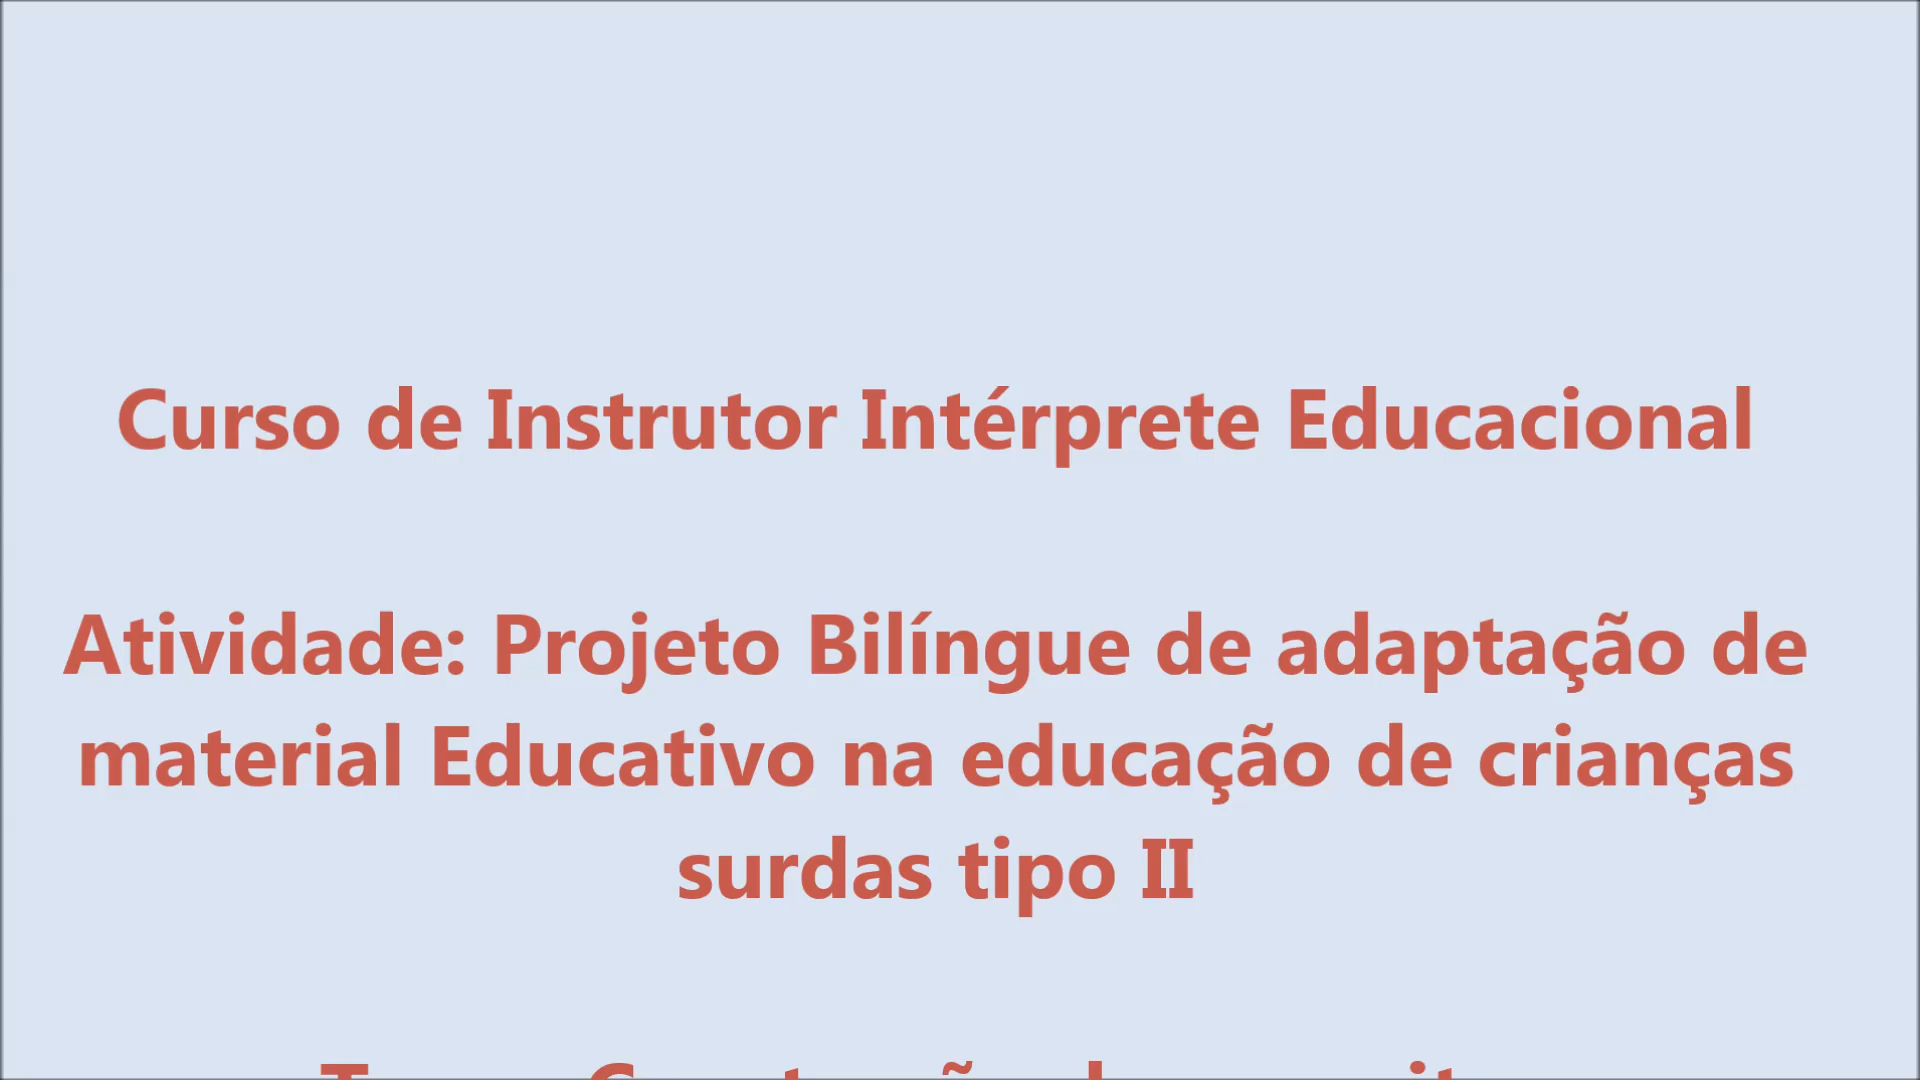 Curso de Instrutor Intérprete Educacional
Atividade: Projeto Bilíngue de adaptação de
material Educativo na educação de crianças
surdas tipo II